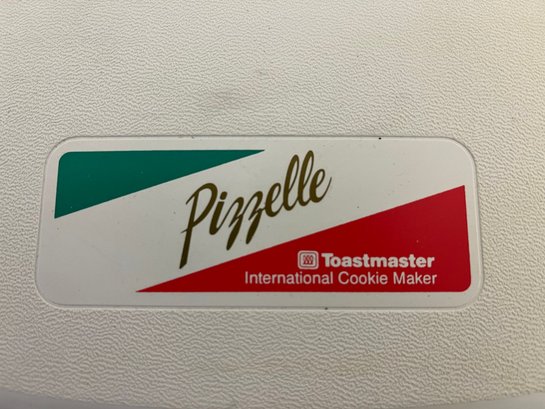 Pizzelle
Toastmaster
International Cookie Maker